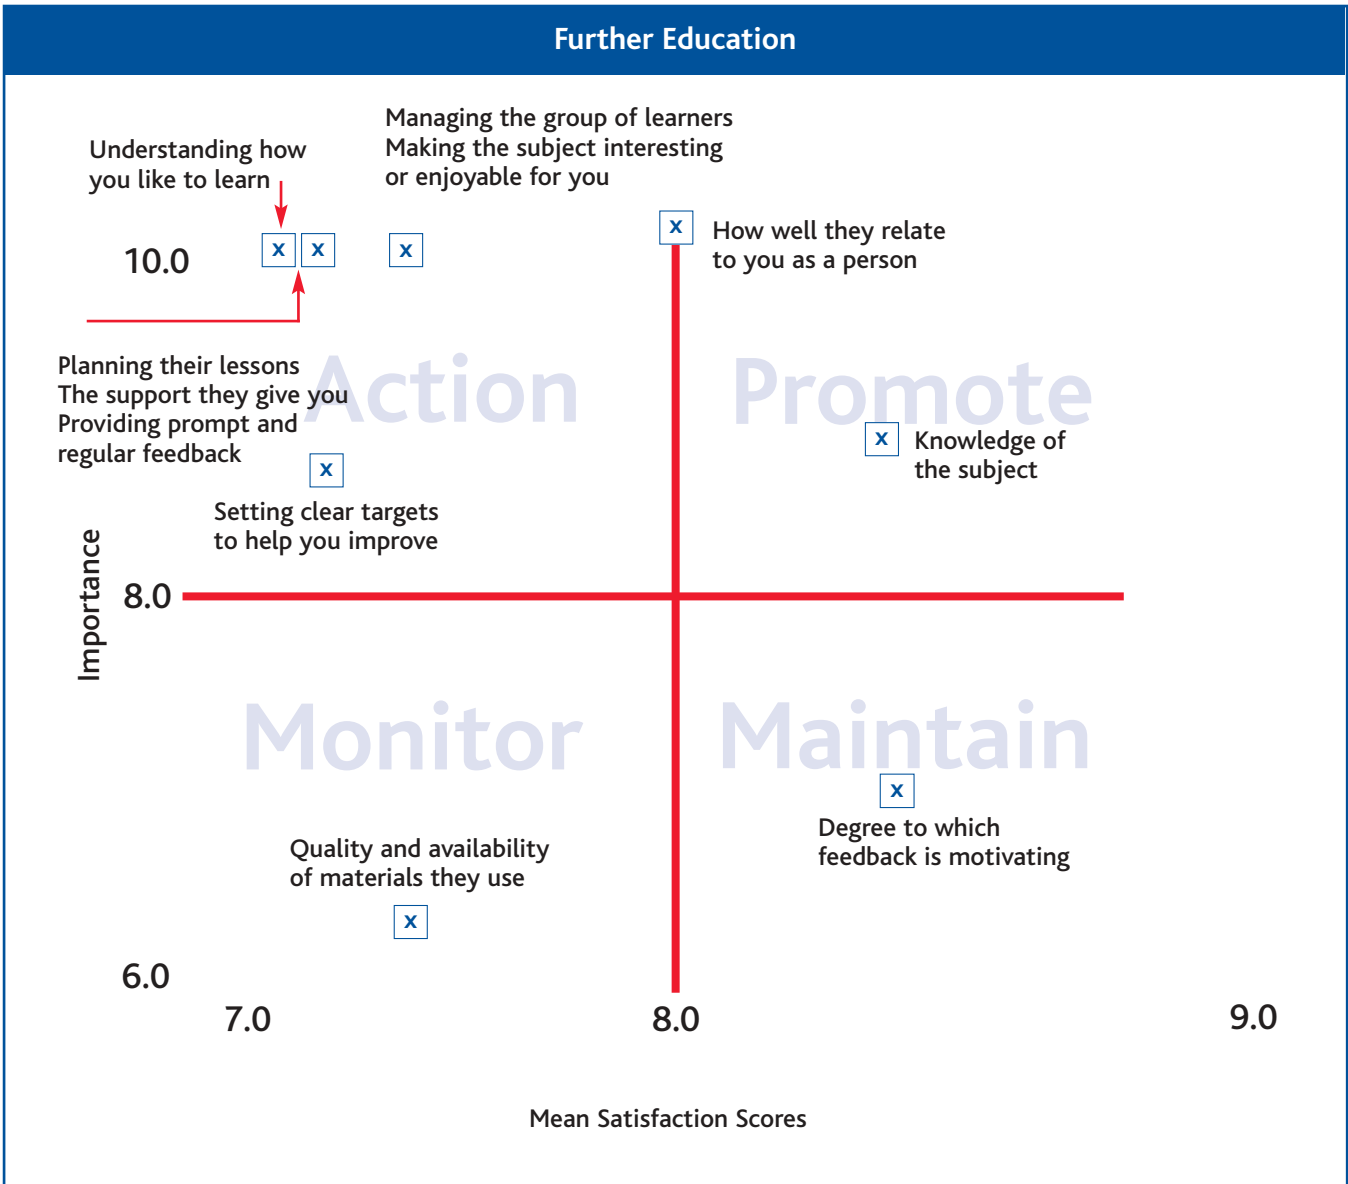 Further Education
Managing the group of learners
Making the subject interesting
or enjoyable for you
Understanding how
you like to learn
How well they relate
to you as a person
10.0
X X X X
Planning their lessons
The support they give you
Providing prompt and
regular feedback
Action
Promote
X
Knowledge of
the subject
X
Setting clear targets
to help you improve
Importance
8.0
Monitor
Maintain
X
Degree to which
feedback is motivating
Quality and availability
of materials they use
X
6.0
7.0
8.0
9.0
Mean Satisfaction Scores